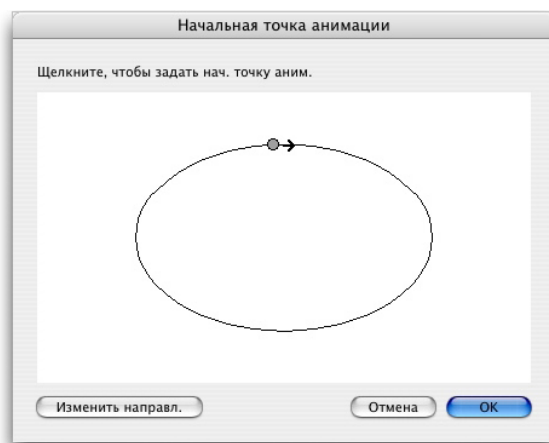 Начальная точка анимации
Щелкните, чтобы задать нач. точку аним.
Изменить направл.
Отмена
OK